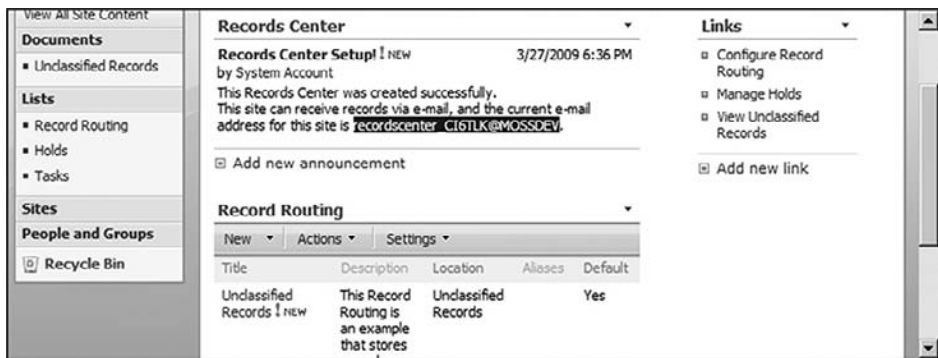 View All Site Content
Documents
Unclassified Records
Lists
Record Routing
Holds
Tasks
Sites
People and Groups
Recycle Bin
Records Center
Records Center Setup! ! NEW 3/27/2009 6:36 PM
by System Account
This Records Center was created successfully.
This site can receive records via e-mail, and the current e-mail
address for this site is recordscenter_CI6TLK@MOSSDEV.
Add new announcement
Record Routing
New Actions Settings
Title Description Location Aliases Default
Unclassified This Record Unclassified Yes
Records ! NEW Routing is Records
an example
that stores
Links
Configure Record
Routing
Manage Holds
View Unclassified
Records
Add new link